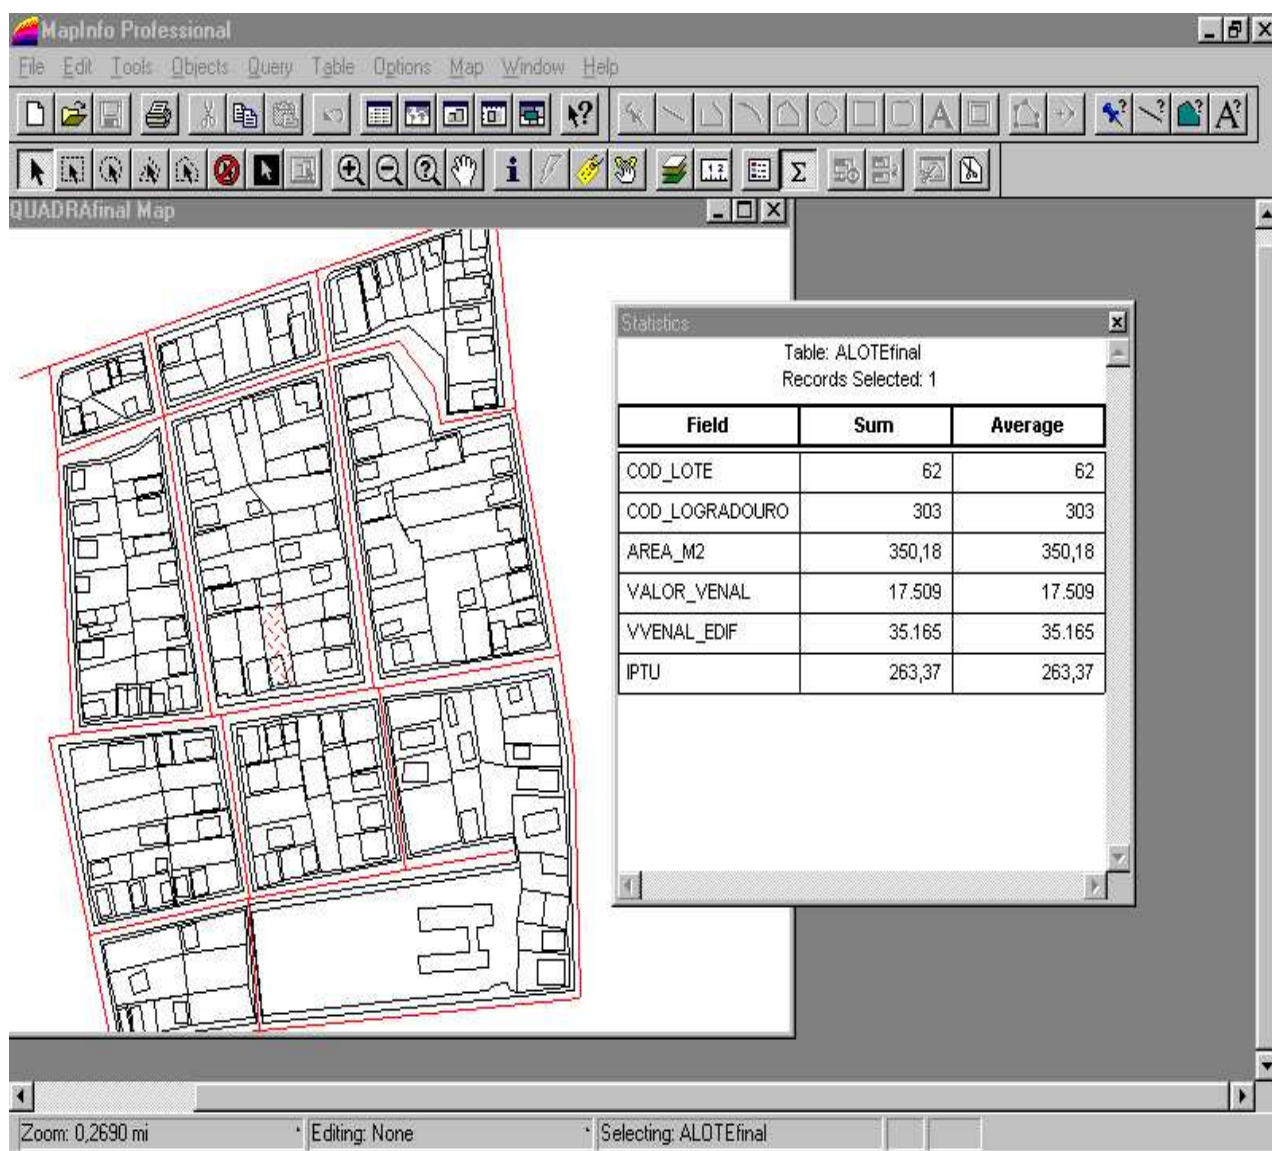 MapInfo Professional
File Edit Tools Objects Query Table Options Map Window Help
QUADRAfinal Map
Statistics
Table: ALOTEfinal
Records Selected: 1
Field Sum Average
COD_LOTE 62 62
COD_LOGRADOURO 303 303
AREA_M2 350,18 350,18
VALOR_VENAL 17.509 17.509
VVENAL_EDIF 35.165 35.165
IPTU 263,37 263,37
Zoom: 0,2690 mi Editing: None Selecting: ALOTEfinal